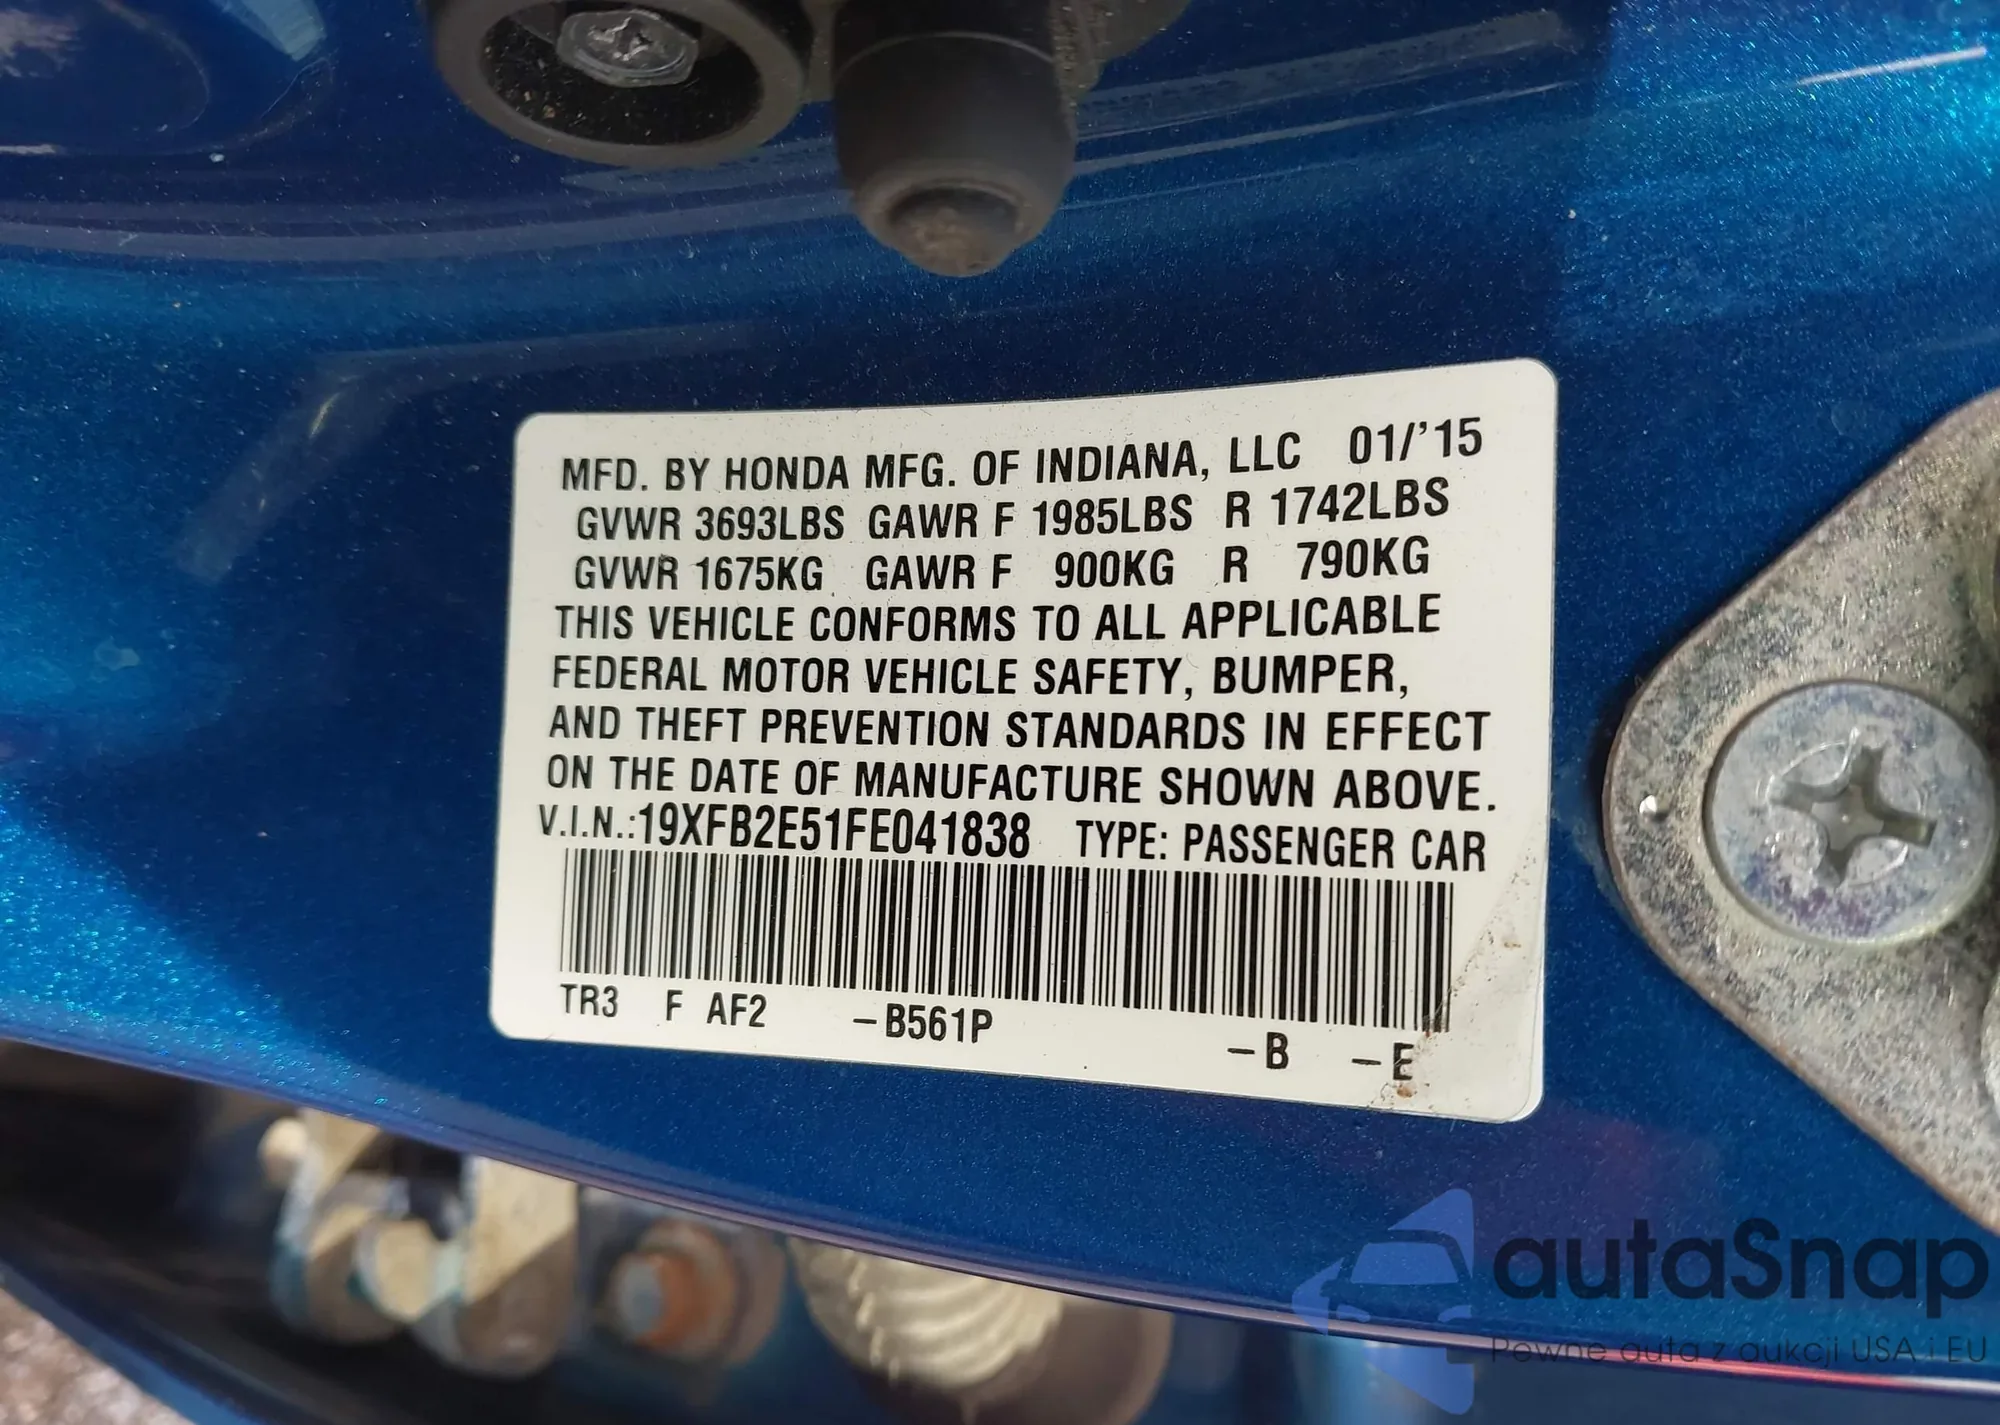 MFD. BY HONDA MFG. OF INDIANA, LLC 01/'15
GVWR 3693LBS GAWR F 1985LBS R 1742LBS
GVWR 1675KG GAWR F 900KG R 790KG
THIS VEHICLE CONFORMS TO ALL APPLICABLE
FEDERAL MOTOR VEHICLE SAFETY, BUMPER,
AND THEFT PREVENTION STANDARDS IN EFFECT
ON THE DATE OF MANUFACTURE SHOWN ABOVE.
V.I.N.:19XFB2E51FE041838 TYPE: PASSENGER CAR
TR3 F AF2 -B561P -B -E
autaSnap
Pewne auta z aukcji USA i EU